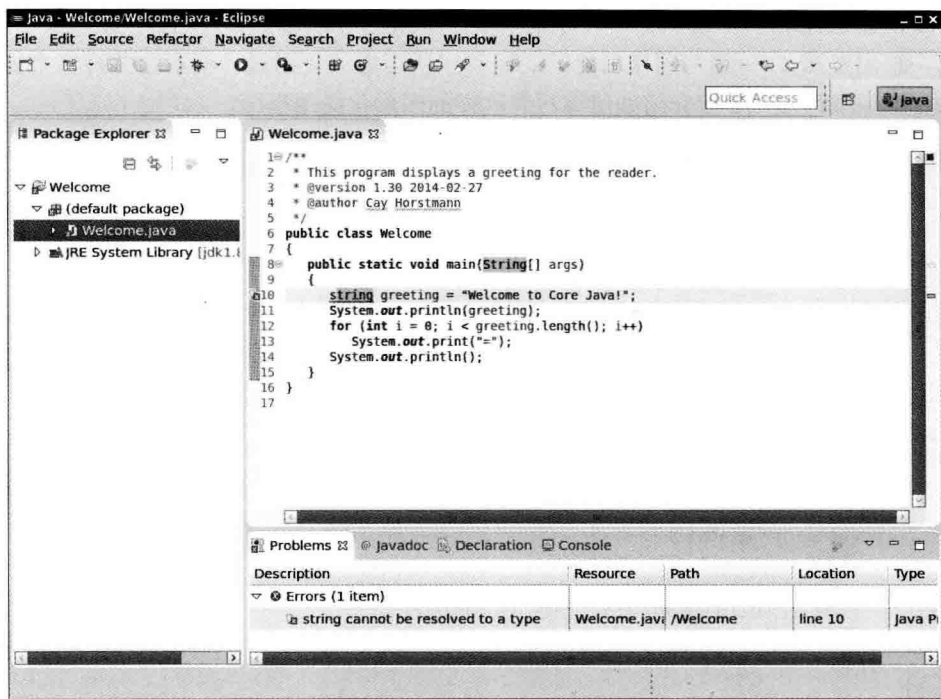 Java - Welcome/Welcome.java - Eclipse
File Edit Source Refactor Navigate Search Project Run Window Help
Quick Access
Java
Package Explorer
Welcome.java
Welcome
(default package)
Welcome.java
JRE System Library [jdk1.8
1 /**
2 * This program displays a greeting for the reader.
3 * @version 1.30 2014-02-27
4 * @author Cay Horstmann
5 */
6 public class Welcome
7 {
8 public static void main(String[] args)
9 {
10 string greeting = "Welcome to Core Java!";
11 System.out.println(greeting);
12 for (int i = 0; i < greeting.length(); i++)
13 System.out.print("=");
14 System.out.println();
15 }
16 }
17
Problems @ Javadoc Declaration Console
Description Resource Path Location Type
Errors (1 item)
string cannot be resolved to a type Welcome.java /Welcome line 10 Java P